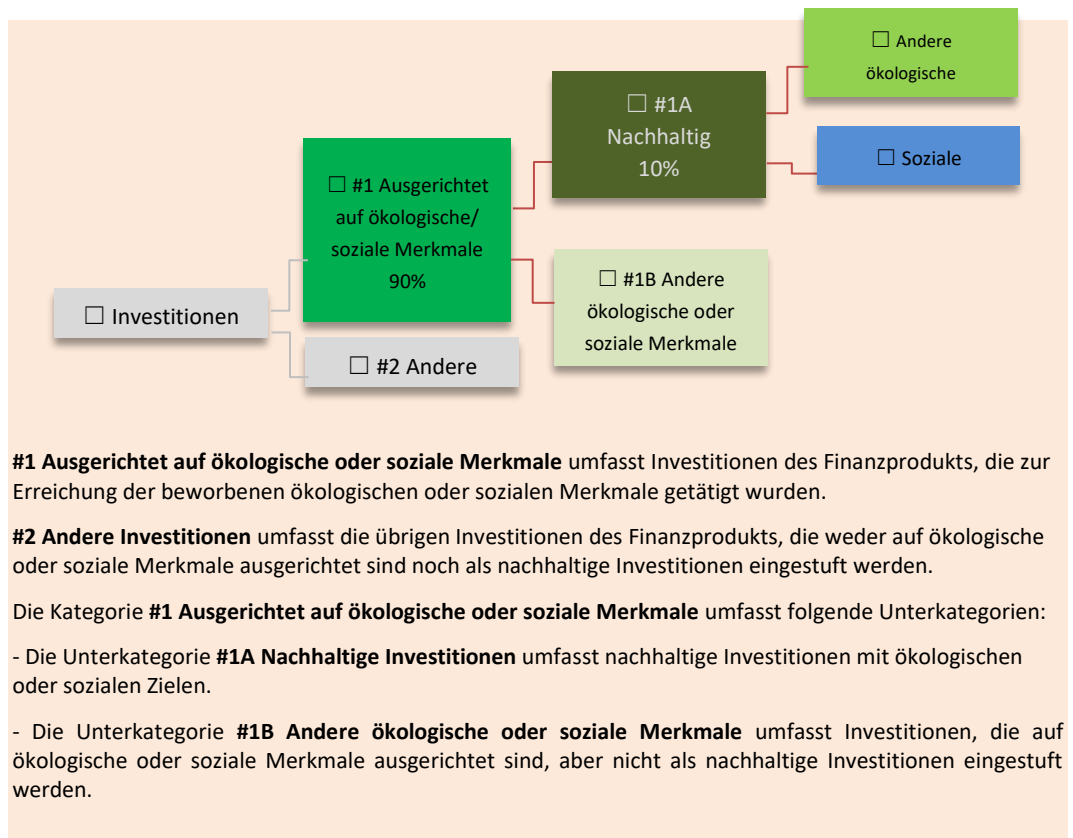 ☐ Andere
ökologische
☐ #1A
Nachhaltig
10%
☐ Soziale
☐ #1 Ausgerichtet
auf ökologische/
soziale Merkmale
90%
☐ #1B Andere
ökologische oder
soziale Merkmale
☐ Investitionen
☐ #2 Andere
#1 Ausgerichtet auf ökologische oder soziale Merkmale umfasst Investitionen des Finanzprodukts, die zur
Erreichung der beworbenen ökologischen oder sozialen Merkmale getätigt wurden.
#2 Andere Investitionen umfasst die übrigen Investitionen des Finanzprodukts, die weder auf ökologische
oder soziale Merkmale ausgerichtet sind noch als nachhaltige Investitionen eingestuft werden.
Die Kategorie #1 Ausgerichtet auf ökologische oder soziale Merkmale umfasst folgende Unterkategorien:
- Die Unterkategorie #1A Nachhaltige Investitionen umfasst nachhaltige Investitionen mit ökologischen
oder sozialen Zielen.
- Die Unterkategorie #1B Andere ökologische oder soziale Merkmale umfasst Investitionen, die auf
ökologische oder soziale Merkmale ausgerichtet sind, aber nicht als nachhaltige Investitionen eingestuft
werden.